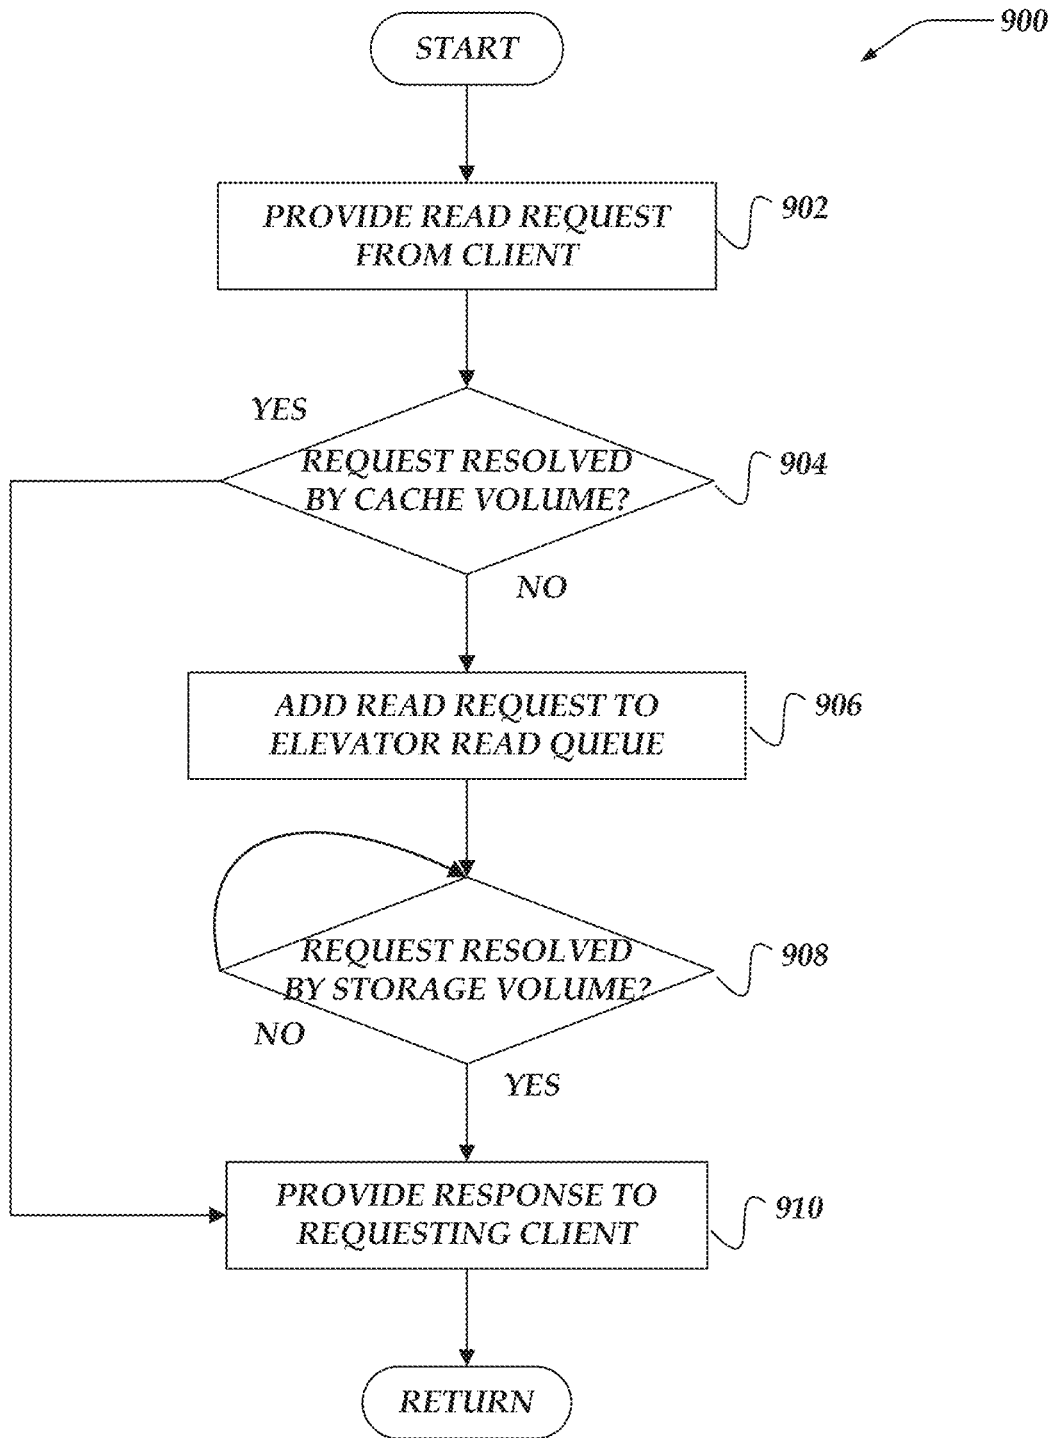 900
START
PROVIDE READ REQUEST
FROM CLIENT
902
YES
REQUEST RESOLVED
BY CACHE VOLUME?
904
NO
ADD READ REQUEST TO
ELEVATOR READ QUEUE
906
REQUEST RESOLVED
BY STORAGE VOLUME?
908
NO
YES
PROVIDE RESPONSE TO
REQUESTING CLIENT
910
RETURN